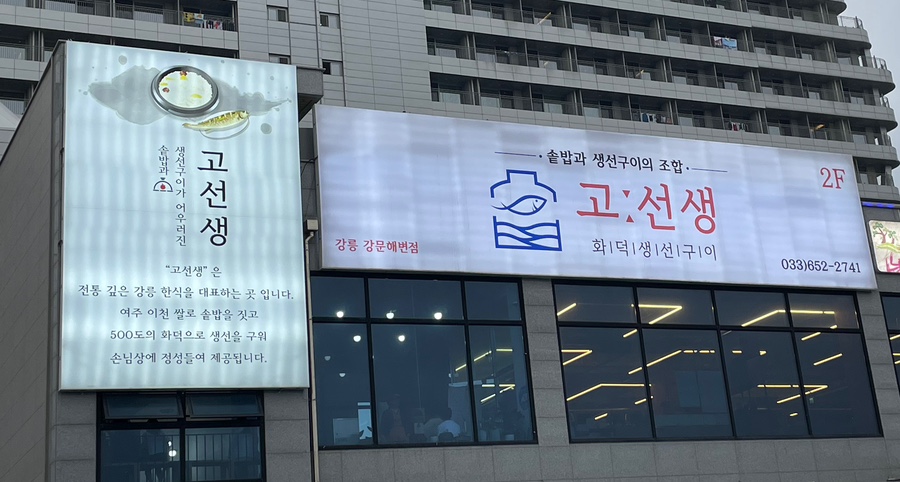 고선생
생선구이가 어우러진
솥밥과
“고선생” 은
전통 깊은 강릉 한식을 대표하는 곳 입니다.
여주 이천 쌀로 솥밥을 짓고
500도의 화덕으로 생선을 구워
손님상에 정성들여 제공됩니다.
솥밥과 생선구이의 조합
2F
고:선생
화|덕|생|선|구|이
강릉 강문해변점
033)652-2741